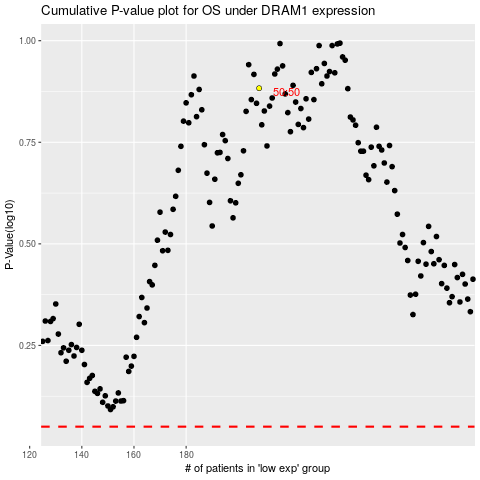 Cumulative P-value plot for OS under DRAM1 expression
P-Value(log10)
1.00
0.75
0.50
0.25
50:50
120 140 160 180
# of patients in 'low exp' group